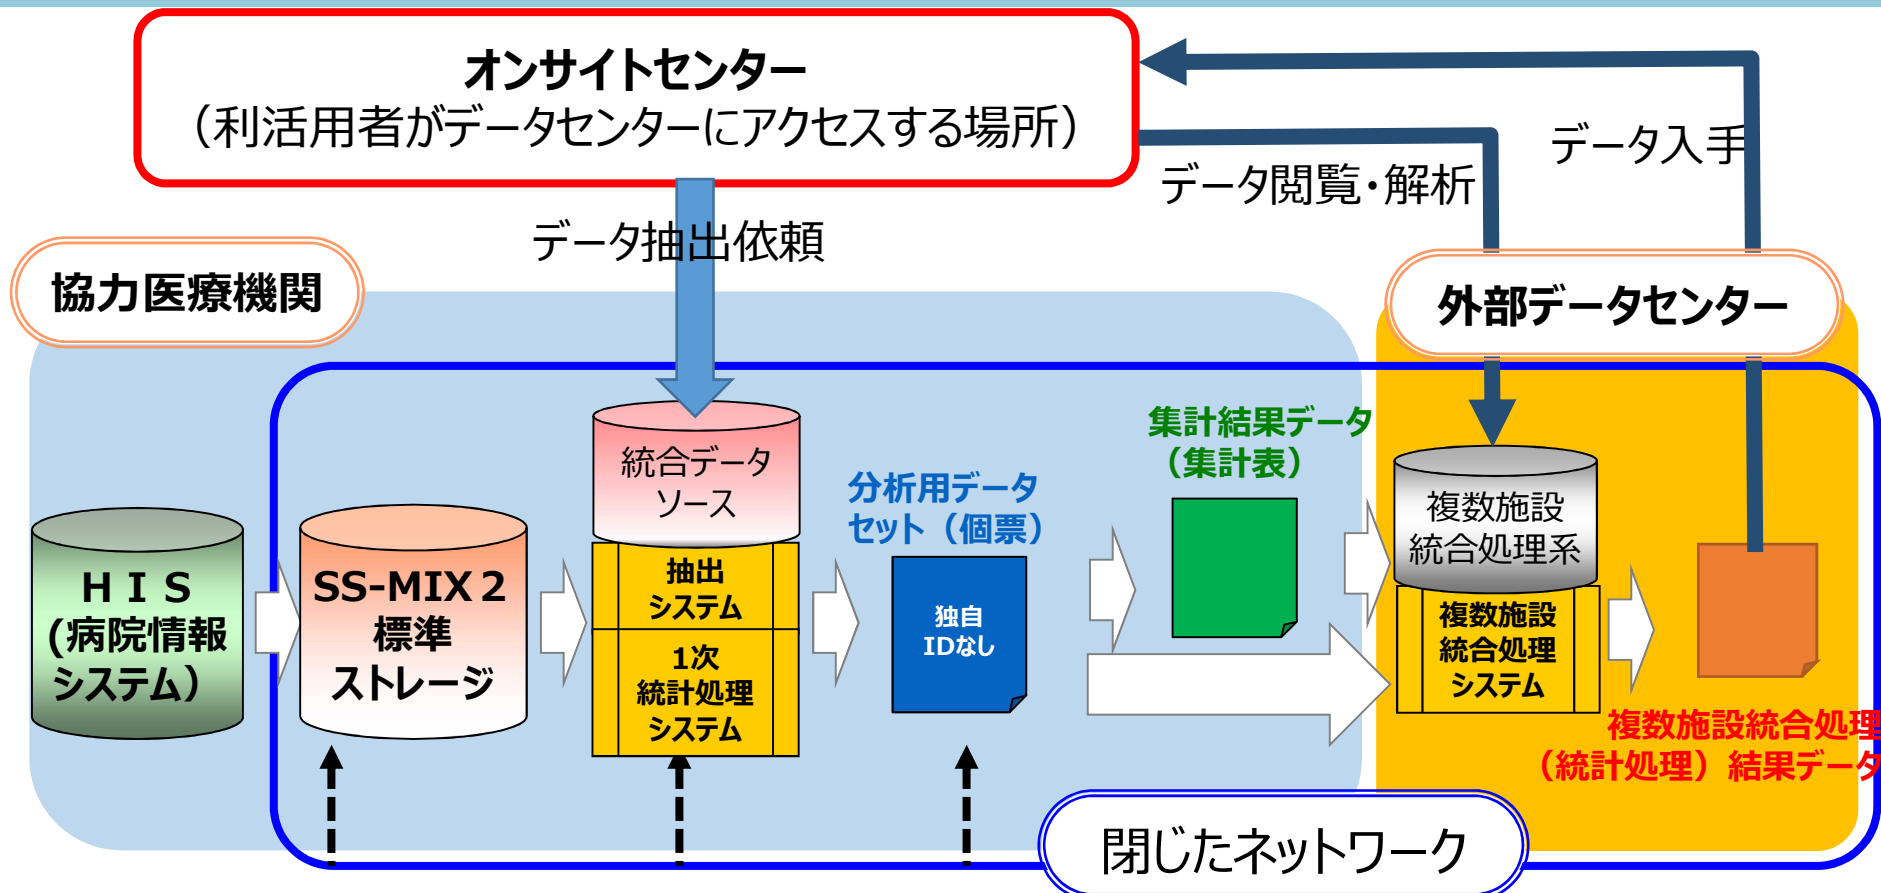 オンサイトセンター
（利活用者がデータセンターにアクセスする場所）
データ入手
データ閲覧・解析
データ抽出依頼
協力医療機関
外部データセンター
ＨＩＳ
(病院情報
システム）
SS-MIX２
標準
ストレージ
統合データ
ソース
抽出
システム
1次
統計処理
システム
分析用データ
セット（個票）
独自
IDなし
集計結果データ
（集計表）
複数施設
統合処理系
複数施設
統合処理
システム
複数施設統合処理
（統計処理）結果データ
閉じたネットワーク